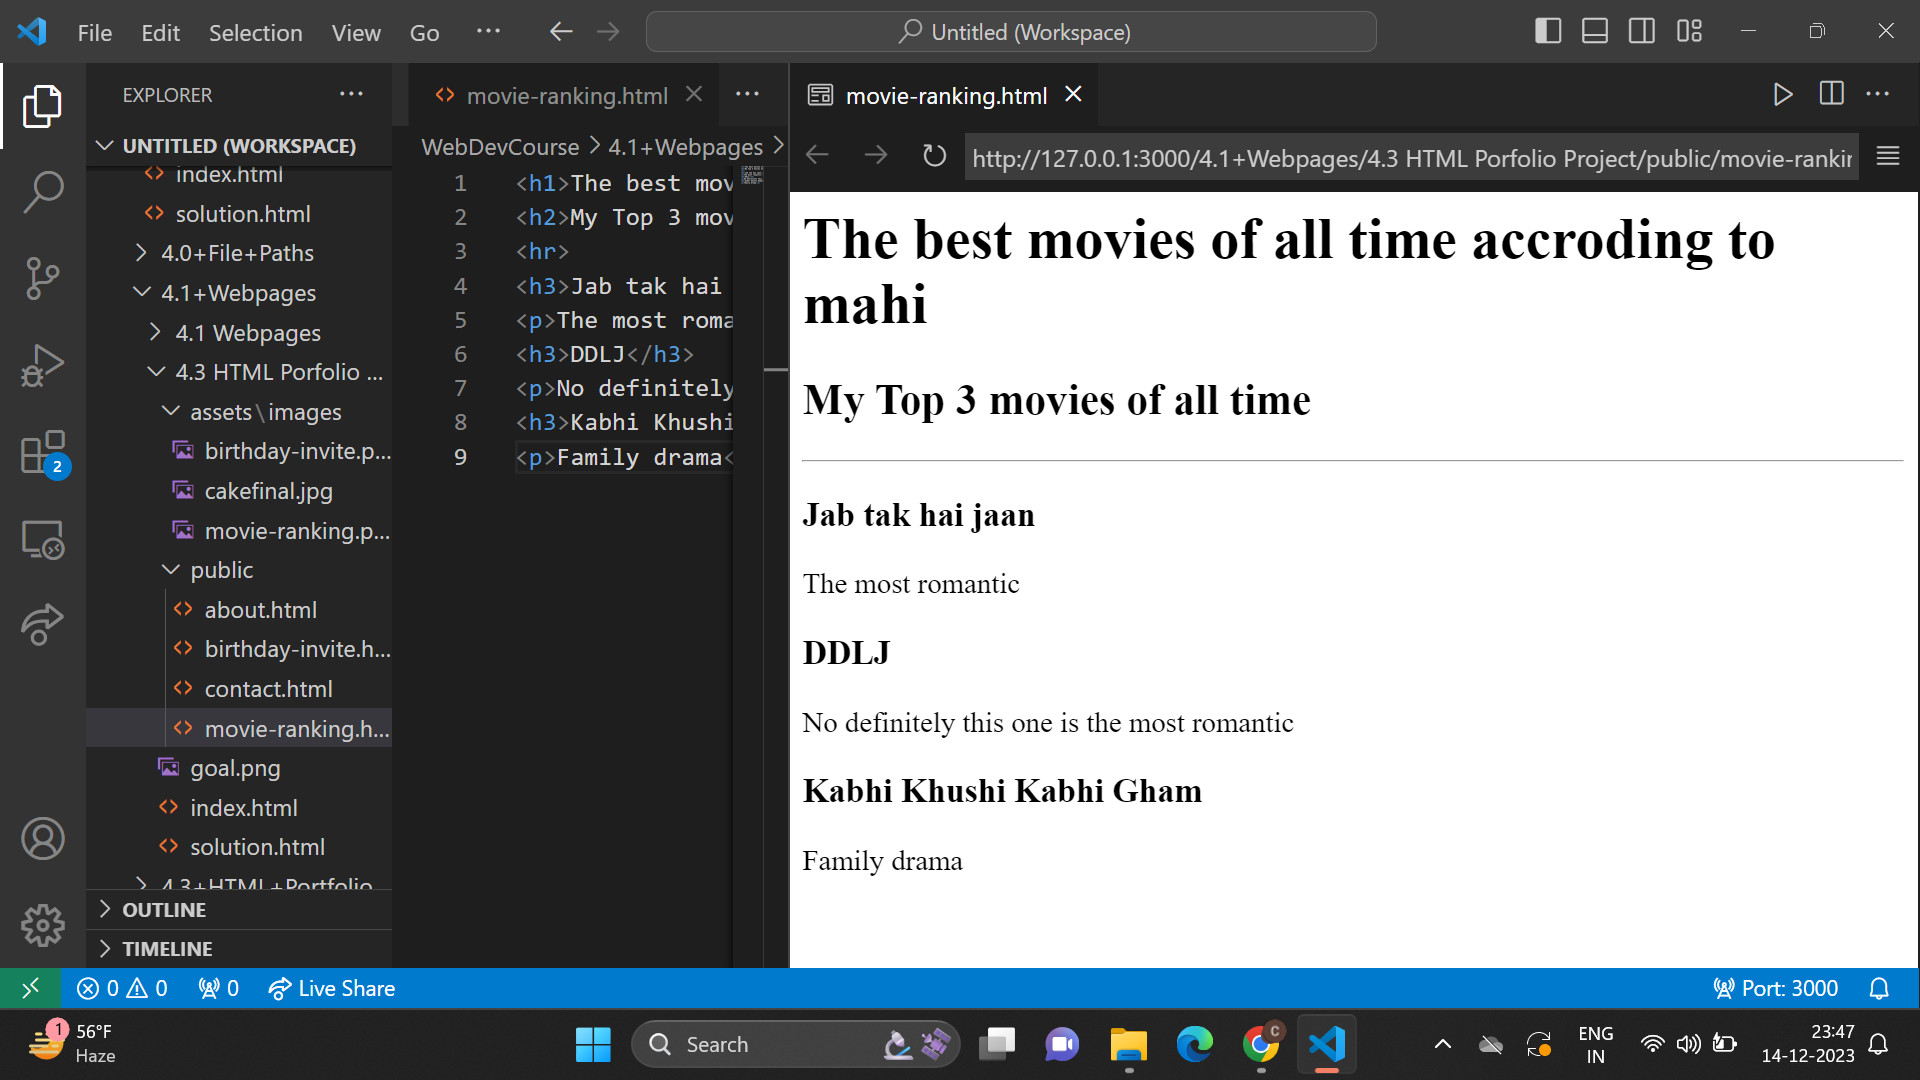 File Edit Selection View Go ··· Untitled (Workspace)
EXPLORER ···
UNTITLED (WORKSPACE)
index.html
solution.html
4.0+File+Paths
4.1+Webpages
4.1 Webpages
4.3 HTML Porfolio ...
assets\images
birthday-invite.p...
cakefinal.jpg
movie-ranking.p...
public
about.html
birthday-invite.h...
contact.html
movie-ranking.h...
goal.png
index.html
solution.html
4.3+HTML+Portfolio
OUTLINE
TIMELINE
2
movie-ranking.html ···
WebDevCourse > 4.1+Webpages >
1 <h1>The best mov
2 <h2>My Top 3 mov
3 <hr>
4 <h3>Jab tak hai
5 <p>The most roma
6 <h3>DDLJ</h3>
7 <p>No definitely
8 <h3>Kabhi Khushi
9 <p>Family drama<
movie-ranking.html ···
http://127.0.0.1:3000/4.1+Webpages/4.3 HTML Porfolio Project/public/movie-rankin
The best movies of all time accroding to
mahi
My Top 3 movies of all time
Jab tak hai jaan
The most romantic
DDLJ
No definitely this one is the most romantic
Kabhi Khushi Kabhi Gham
Family drama
0 0 0 Live Share Port: 3000
1 56°F
Haze
Search
C
ENG
IN
23:47
14-12-2023